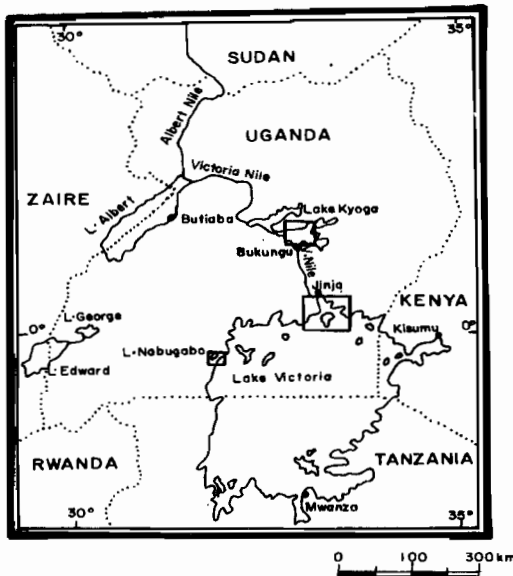 30°
35°
SUDAN
Albert Nile
UGANDA
Victoria Nile
ZAIRE
L. Albert
Butiaba
Lake Kyoga
Bukungu
V. Nile
Jinja
L. George
KENYA
0°
0°
Kisumu
L. Nabugabo
L. Edward
Lake Victoria
RWANDA
TANZANIA
Mwanza
30°
35°
0 100 300 km